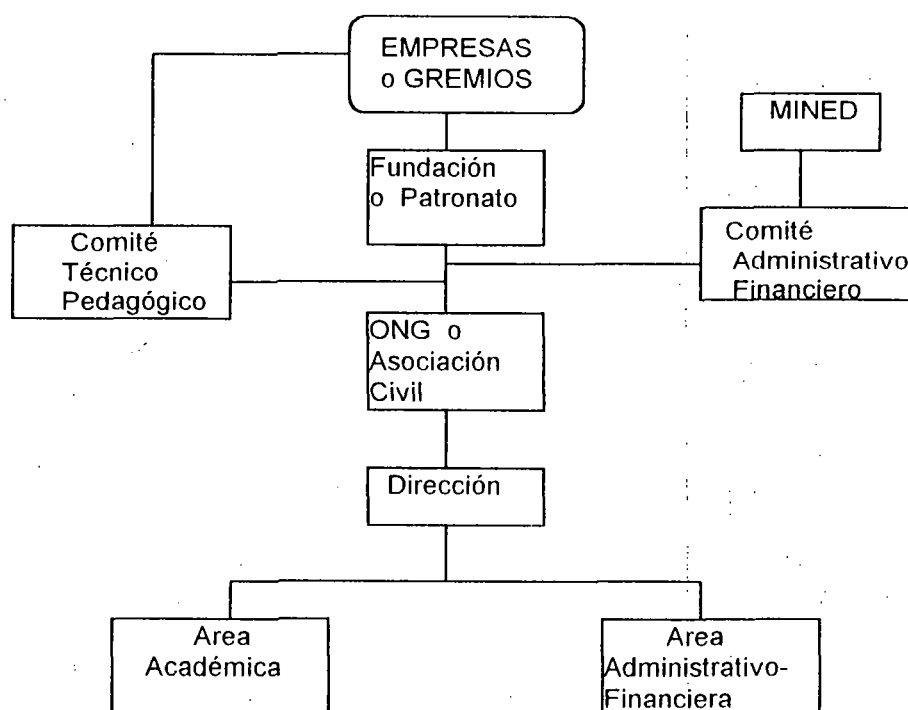 EMPRESAS
o GREMIOS
MINED
Fundación
o Patronato
Comité
Técnico
Pedagógico
Comité
Administrativo
Financiero
ONG o
Asociación
Civil
Dirección
Area
Académica
Area
Administrativo-
Financiera